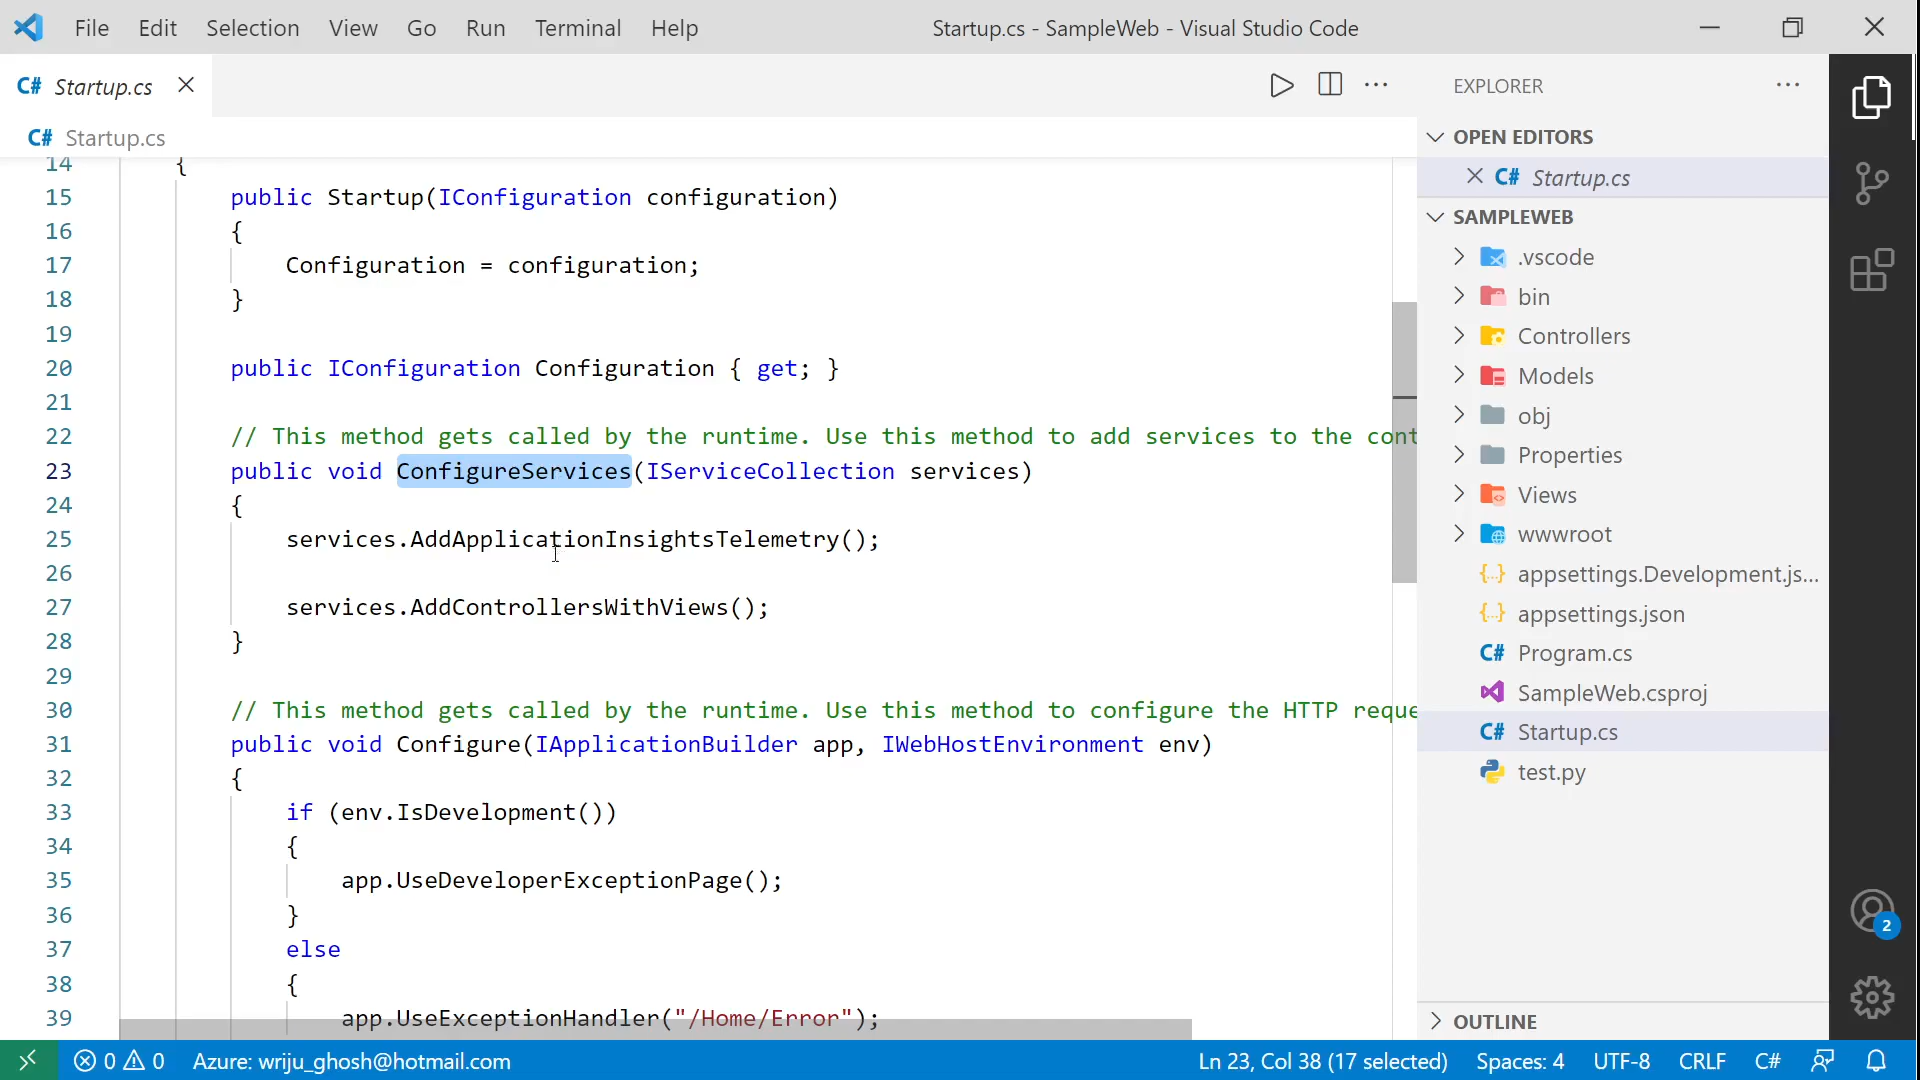 File Edit Selection View Go Run Terminal Help
Startup.cs - SampleWeb - Visual Studio Code
C# Startup.cs
C# Startup.cs
14 {
15 public Startup(IConfiguration configuration)
16 {
17 Configuration = configuration;
18 }
19
20 public IConfiguration Configuration { get; }
21
22 // This method gets called by the runtime. Use this method to add services to the cont
23 public void ConfigureServices(IServiceCollection services)
24 {
25 services.AddApplicationInsightsTelemetry();
26
27 services.AddControllersWithViews();
28 }
29
30 // This method gets called by the runtime. Use this method to configure the HTTP reque
31 public void Configure(IApplicationBuilder app, IWebHostEnvironment env)
32 {
33 if (env.IsDevelopment())
34 {
35 app.UseDeveloperExceptionPage();
36 }
37 else
38 {
39 app.UseExceptionHandler("/Home/Error");
EXPLORER
OPEN EDITORS
C# Startup.cs
SAMPLEWEB
.vscode
bin
Controllers
Models
obj
Properties
Views
wwwroot
{..} appsettings.Development.js...
{..} appsettings.json
C# Program.cs
SampleWeb.csproj
C# Startup.cs
test.py
OUTLINE
2
0 0 Azure: wriju_ghosh@hotmail.com
Ln 23, Col 38 (17 selected) Spaces: 4 UTF-8 CRLF C#